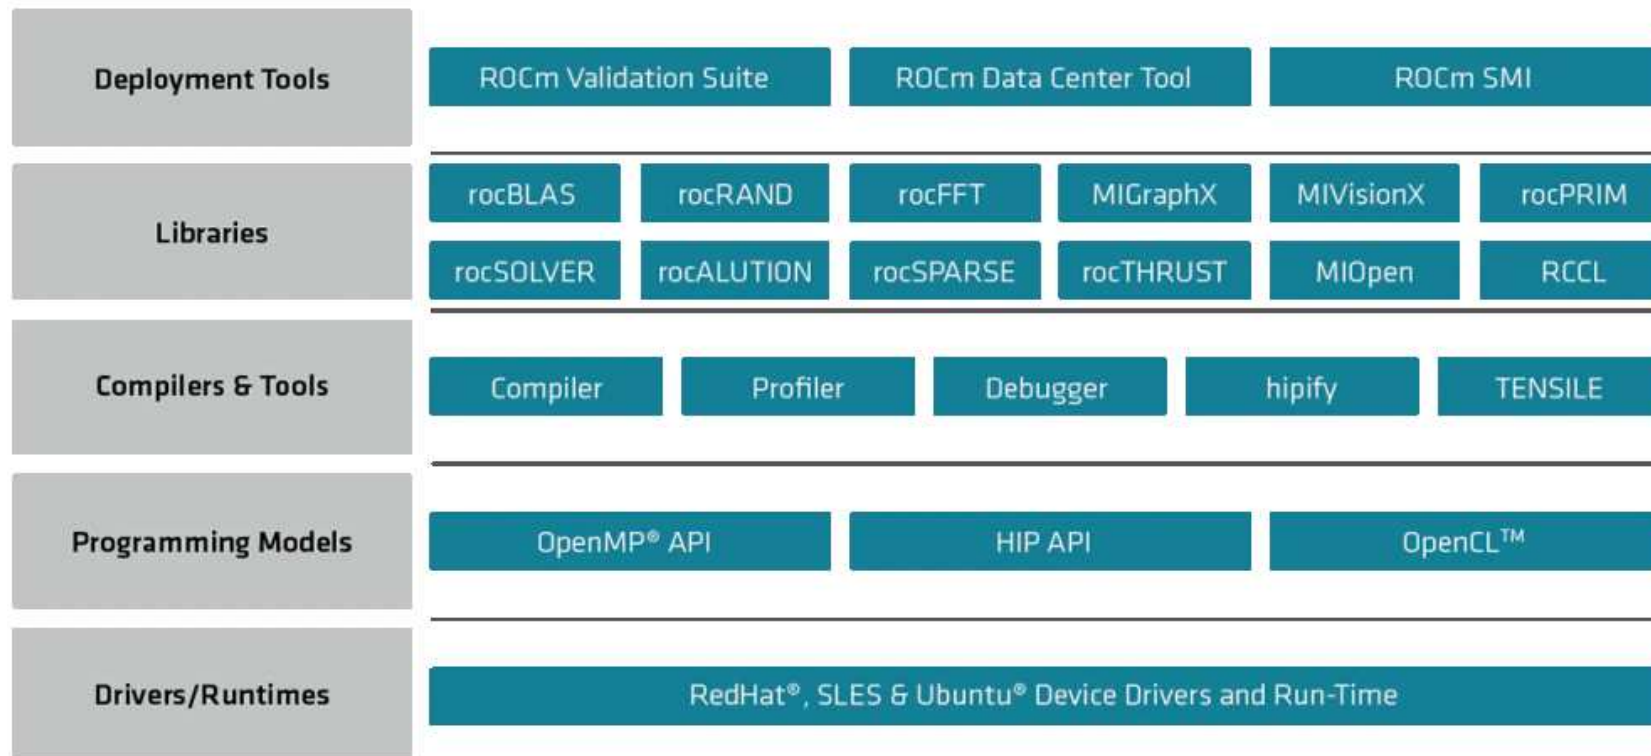 Deployment Tools
ROCm Validation Suite ROCm Data Center Tool ROCm SMI
Libraries
rocBLAS rocRAND rocFFT MIGraphX MIVisionX rocPRIM
rocSOLVER rocALUTION rocSPARSE rocTHRUST MIOpen RCCL
Compilers & Tools
Compiler Profiler Debugger hipify TENSILE
Programming Models
OpenMP® API HIP API OpenCL™
Drivers/Runtimes
RedHat®, SLES & Ubuntu® Device Drivers and Run-Time